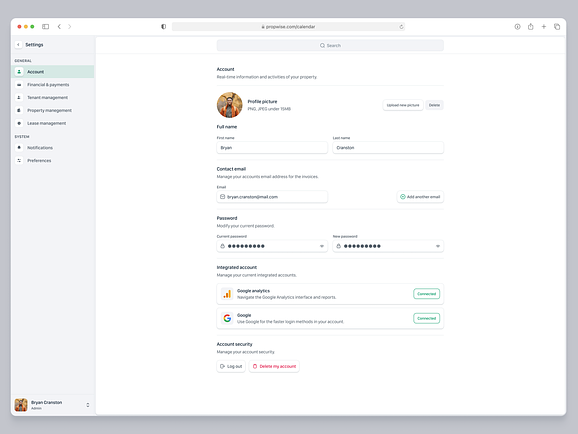 propwise.com/calendar
Settings
Search
GENERAL
Account
Financial & payments
Tenant management
Property management
Lease management
SYSTEM
Notifications
Preferences
Account
Real-time information and activities of your property.
Profile picture
PNG, JPEG under 15MB
Upload new picture
Delete
Full name
First name
Last name
Bryan
Cranston
Contact email
Manage your accounts email address for the invoices.
Email
bryan.cranston@mail.com
Add another email
Password
Modify your current password.
Current password
New password
Integrated account
Manage your current integrated accounts.
Google analytics
Navigate the Google Analytics interface and reports.
Connected
Google
Use Google for the faster login methods in your account.
Connected
Account security
Manage your account security.
Log out
Delete my account
Bryan Cranston
Admin